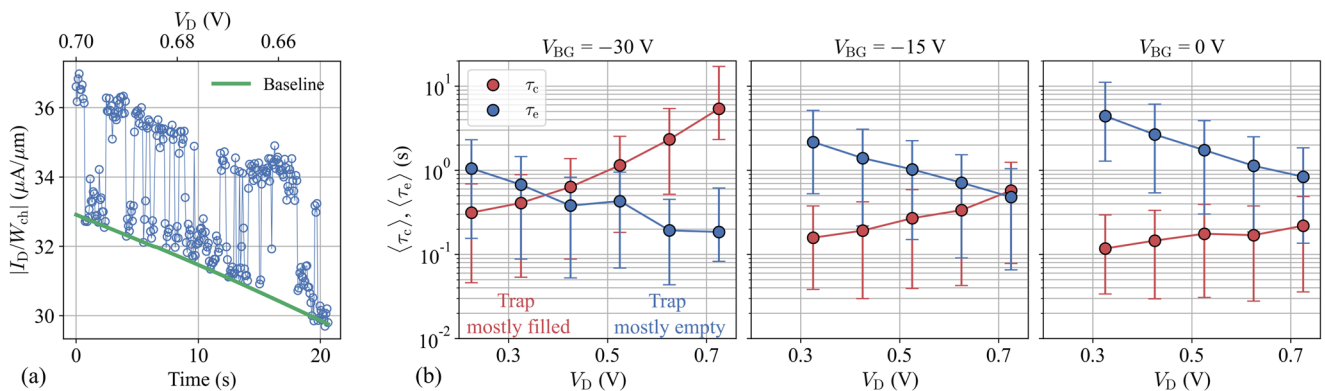 V_D (V)
0.70 0.68 0.66
Baseline
36
34
32
30
|I_D/W_ch| (μA/μm)
0 10 20
Time (s)
(a)
V_BG = −30 V
V_BG = −15 V
V_BG = 0 V
τ_c
τ_e
10^1
10^0
10^−1
10^−2
⟨τ_c⟩, ⟨τ_e⟩ (s)
Trap
mostly filled
Trap
mostly empty
0.3 0.5 0.7
V_D (V)
0.3 0.5 0.7
V_D (V)
0.3 0.5 0.7
V_D (V)
(b)